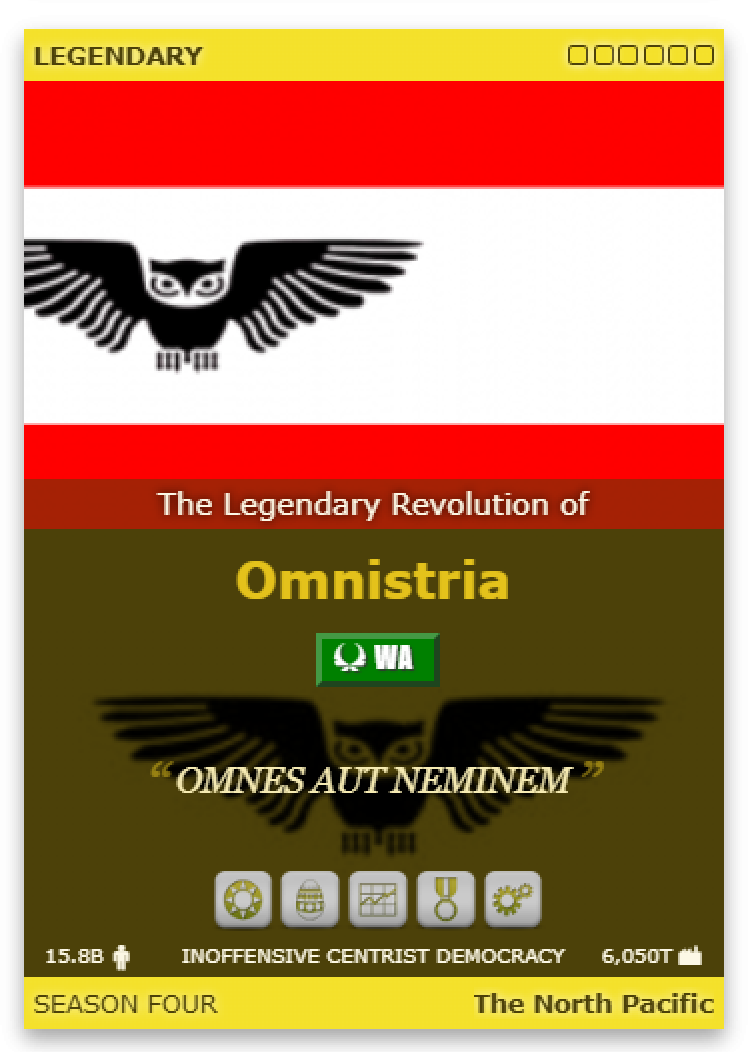 LEGENDARY
The Legendary Revolution of
Omnistria
WA
“OMNES AUT NEMINEM”
15.8B INOFFENSIVE CENTRIST DEMOCRACY 6,050T
SEASON FOUR The North Pacific